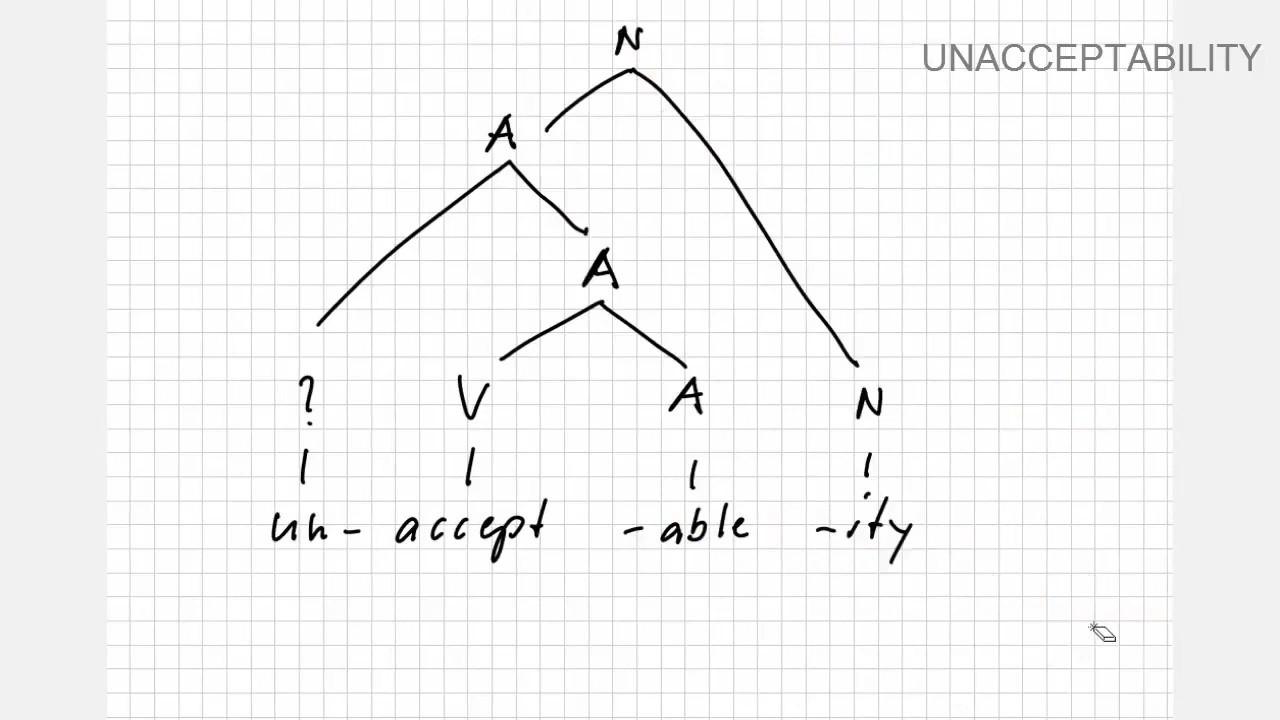 UNACCEPTABILITY
N
A
A
? V A N
un- accept -able -ity